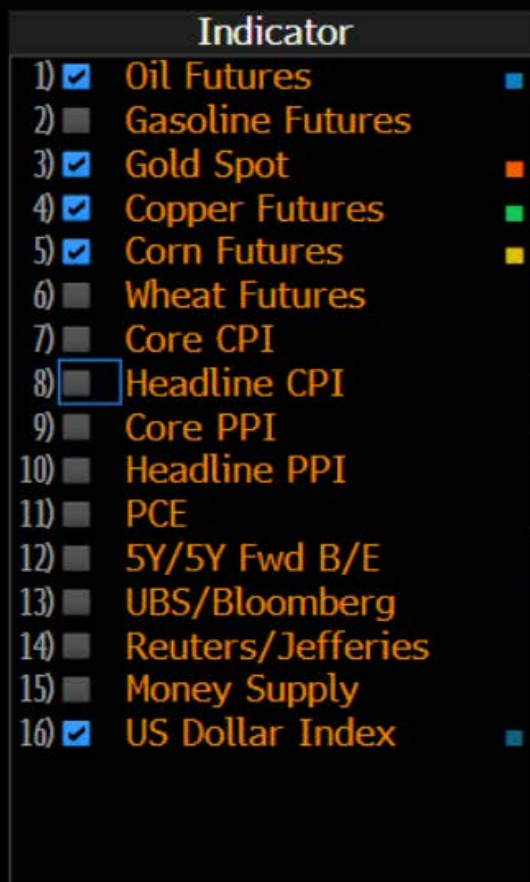 Indicator
1) Oil Futures
2) Gasoline Futures
3) Gold Spot
4) Copper Futures
5) Corn Futures
6) Wheat Futures
7) Core CPI
8) Headline CPI
9) Core PPI
10) Headline PPI
11) PCE
12) 5Y/5Y Fwd B/E
13) UBS/Bloomberg
14) Reuters/Jefferies
15) Money Supply
16) US Dollar Index